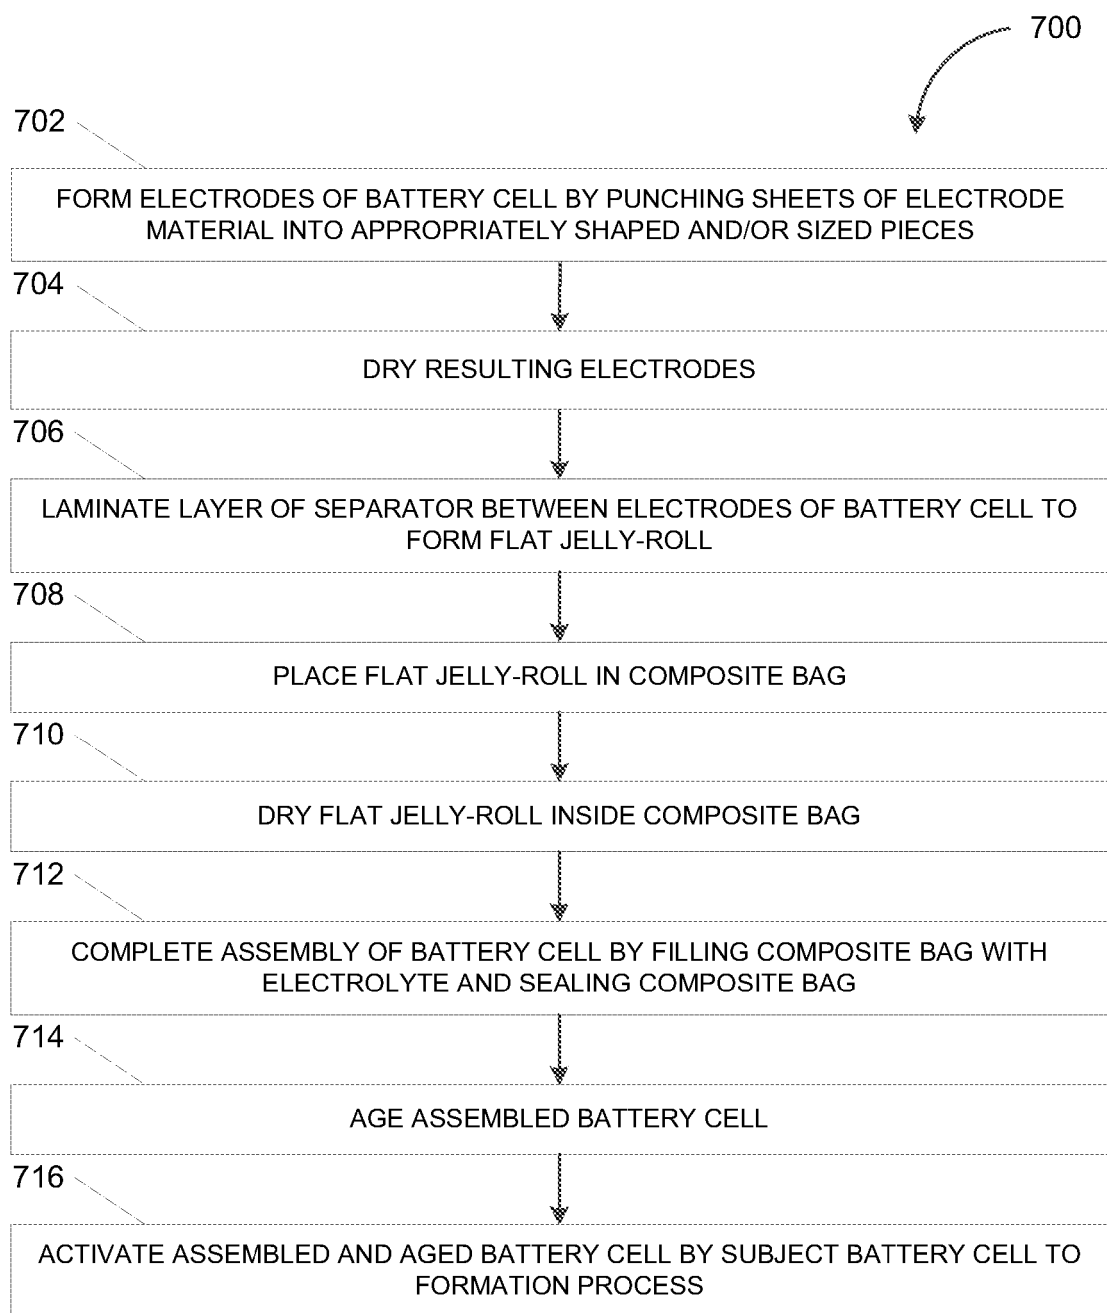 700
702
FORM ELECTRODES OF BATTERY CELL BY PUNCHING SHEETS OF ELECTRODE
MATERIAL INTO APPROPRIATELY SHAPED AND/OR SIZED PIECES
704
DRY RESULTING ELECTRODES
706
LAMINATE LAYER OF SEPARATOR BETWEEN ELECTRODES OF BATTERY CELL TO
FORM FLAT JELLY-ROLL
708
PLACE FLAT JELLY-ROLL IN COMPOSITE BAG
710
DRY FLAT JELLY-ROLL INSIDE COMPOSITE BAG
712
COMPLETE ASSEMBLY OF BATTERY CELL BY FILLING COMPOSITE BAG WITH
ELECTROLYTE AND SEALING COMPOSITE BAG
714
AGE ASSEMBLED BATTERY CELL
716
ACTIVATE ASSEMBLED AND AGED BATTERY CELL BY SUBJECT BATTERY CELL TO
FORMATION PROCESS